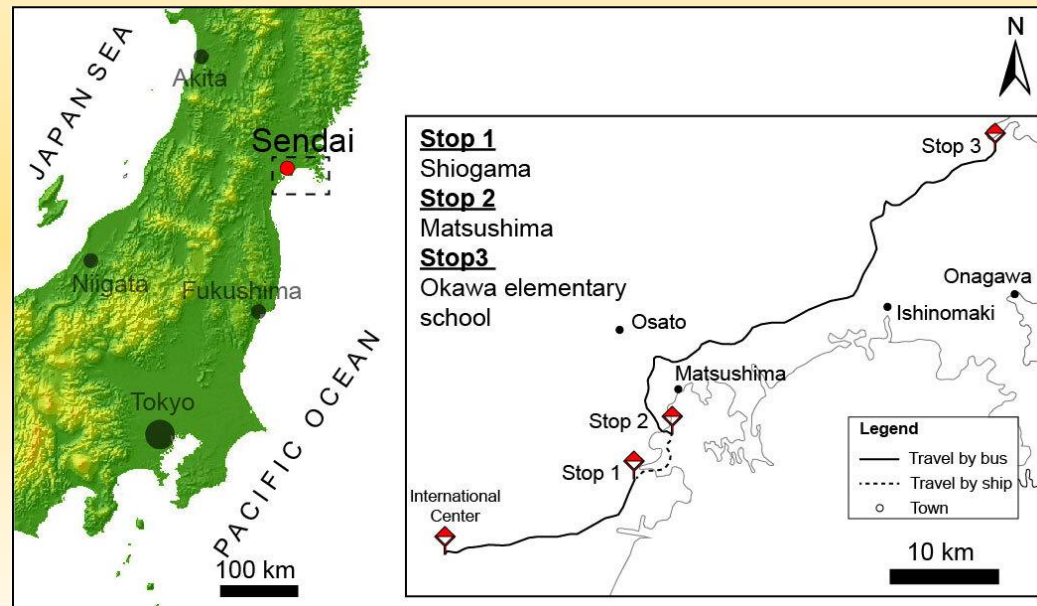 JAPAN SEA
Akita
Sendai
Niigata
Fukushima
Tokyo
PACIFIC OCEAN
100 km
N
Stop 1
Shiogama
Stop 2
Matsushima
Stop3
Okawa elementary
school
Stop 3
Onagawa
Ishinomaki
Osato
Matsushima
Stop 2
Stop 1
International
Center
Legend
Travel by bus
Travel by ship
Town
10 km